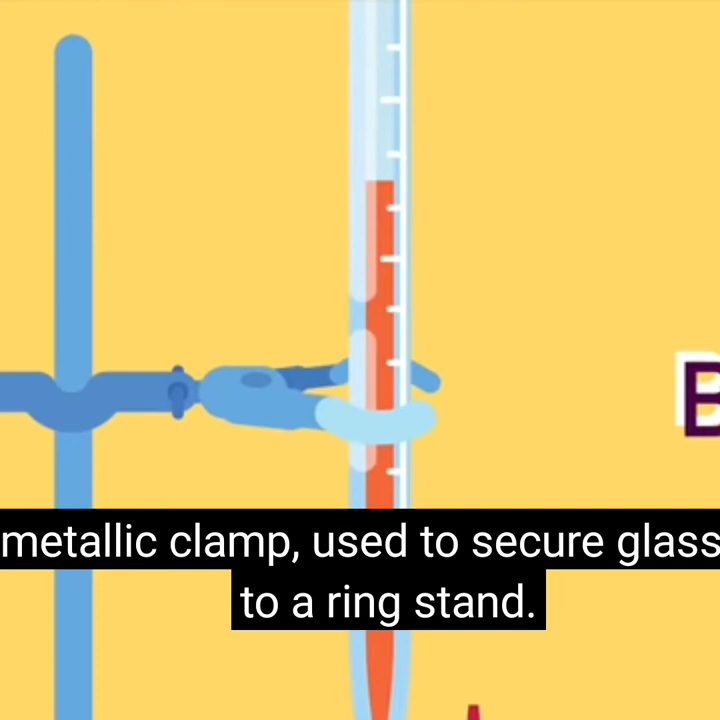 B
metallic clamp, used to secure glass
to a ring stand.